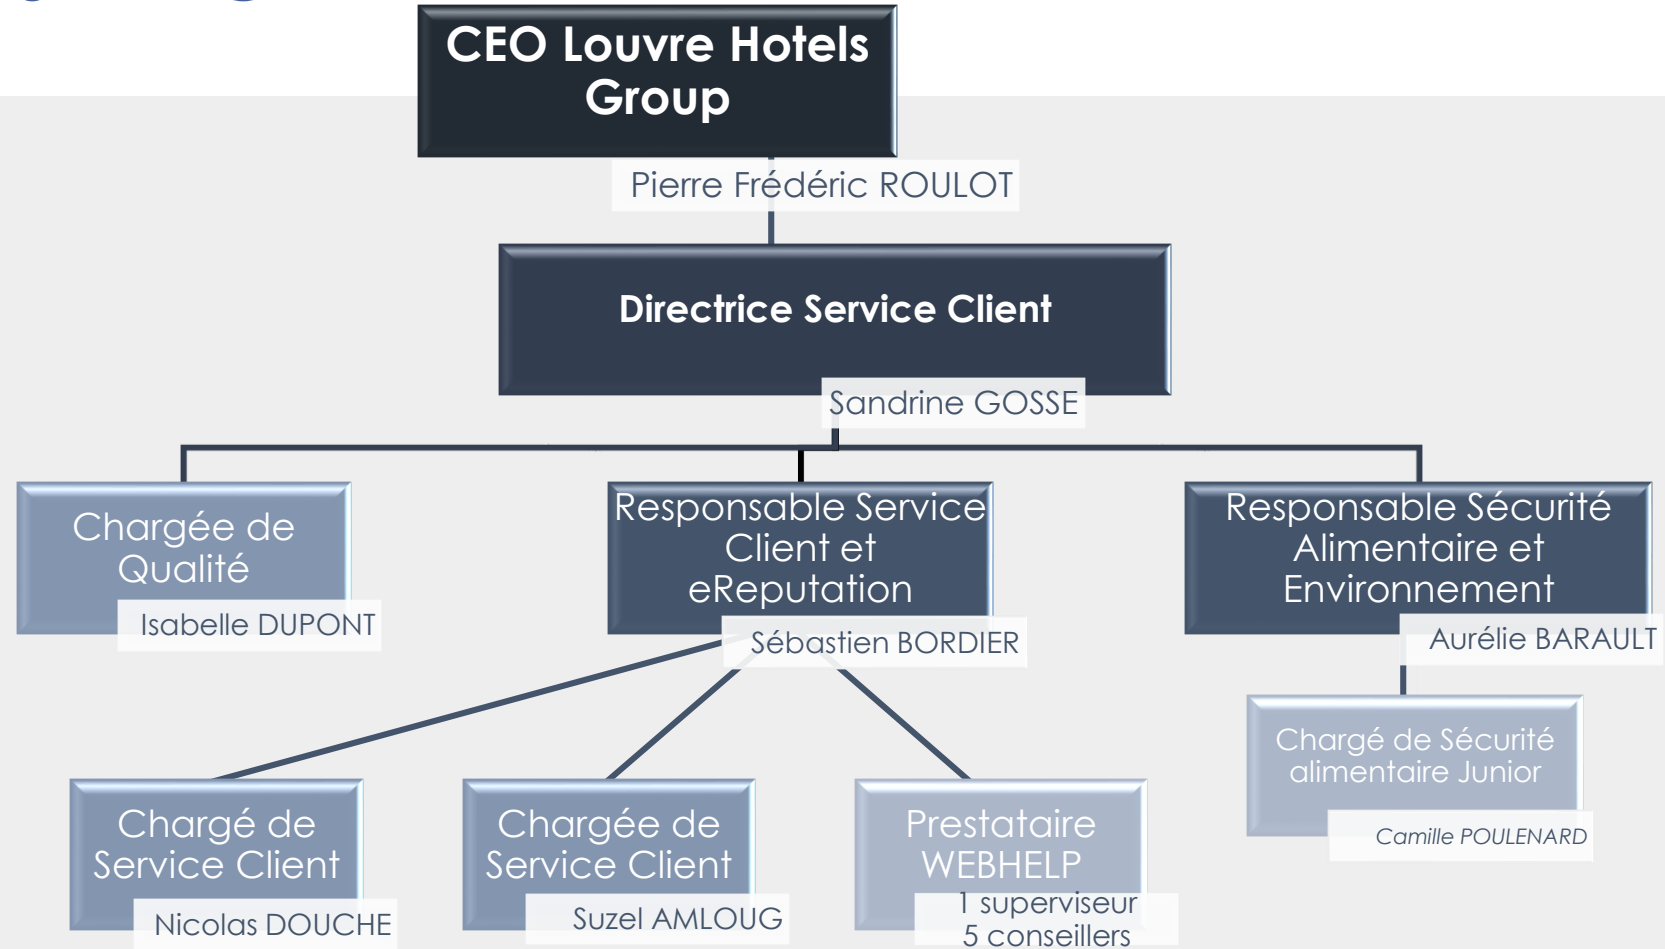 CEO Louvre Hotels
Group
Pierre Frédéric ROULOT
Directrice Service Client
Sandrine GOSSE
Chargée de
Qualité
Isabelle DUPONT
Responsable Service
Client et
eReputation
Sébastien BORDIER
Responsable Sécurité
Alimentaire et
Environnement
Aurélie BARAULT
Chargé de Sécurité
alimentaire Junior
Camille POULENARD
Chargé de
Service Client
Nicolas DOUCHE
Chargée de
Service Client
Suzel AMLOUG
Prestataire
WEBHELP
1 superviseur
5 conseillers